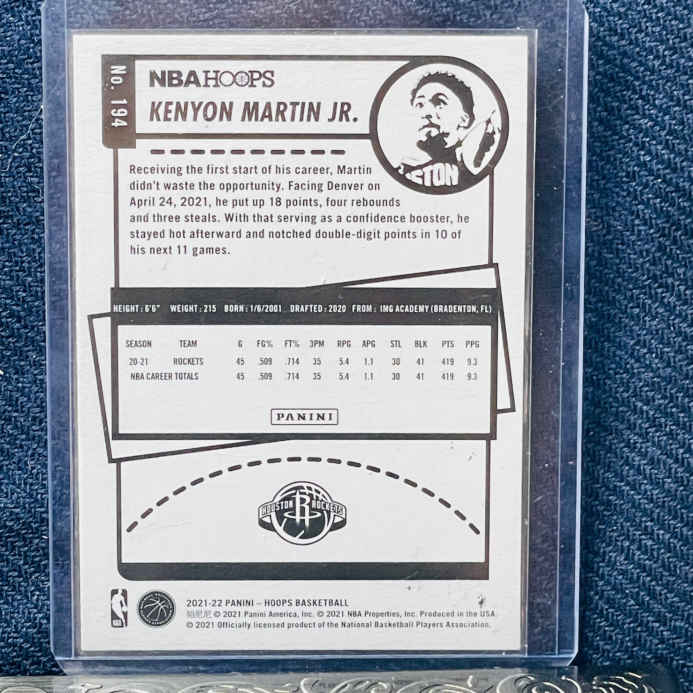 No. 194
NBA HOOPS
KENYON MARTIN JR.
Receiving the first start of his career, Martin
didn't waste the opportunity. Facing Denver on
April 24, 2021, he put up 18 points, four rebounds
and three steals. With that serving as a confidence booster, he
stayed hot afterward and notched double-digit points in 10 of
his next 11 games.
HEIGHT: 6'6" WEIGHT: 215 BORN: 1/6/2001 DRAFTED: 2020 FROM: IMG ACADEMY (BRADENTON, FL)
SEASON TEAM G FG% FT% 3PM RPG APG STL BLK PTS PPG
20-21 ROCKETS 45 .509 .714 35 5.4 1.1 30 41 419 9.3
NBA CAREER TOTALS 45 .509 .714 35 5.4 1.1 30 41 419 9.3
PANINI
HOUSTON ROCKETS
2021-22 PANINI – HOOPS BASKETBALL
帕尼尼 © 2021 Panini America, Inc. © 2021 NBA Properties, Inc. Produced in the USA.
© 2021 Officially licensed product of the National Basketball Players Association.